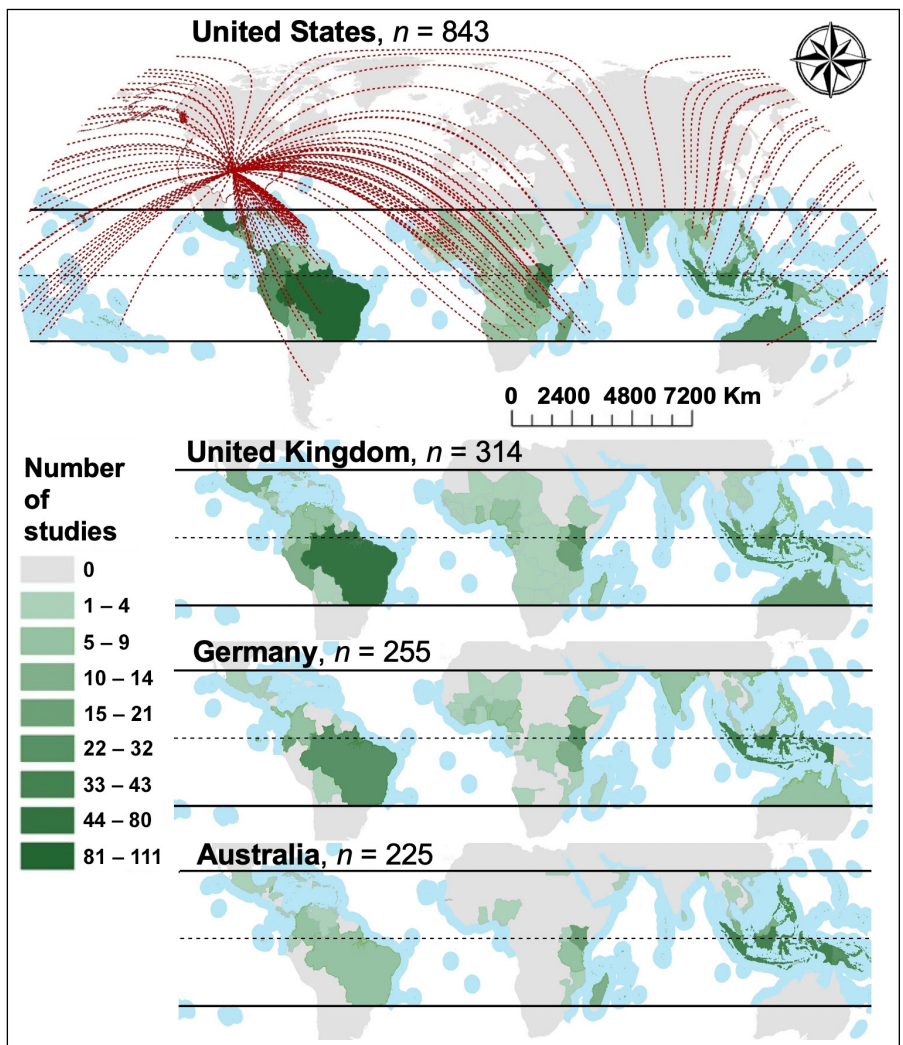 United States, n = 843
0 2400 4800 7200 Km
United Kingdom, n = 314
Number
of
studies
0
1 – 4
5 – 9
10 – 14
15 – 21
22 – 32
33 – 43
44 – 80
81 – 111
Germany, n = 255
Australia, n = 225